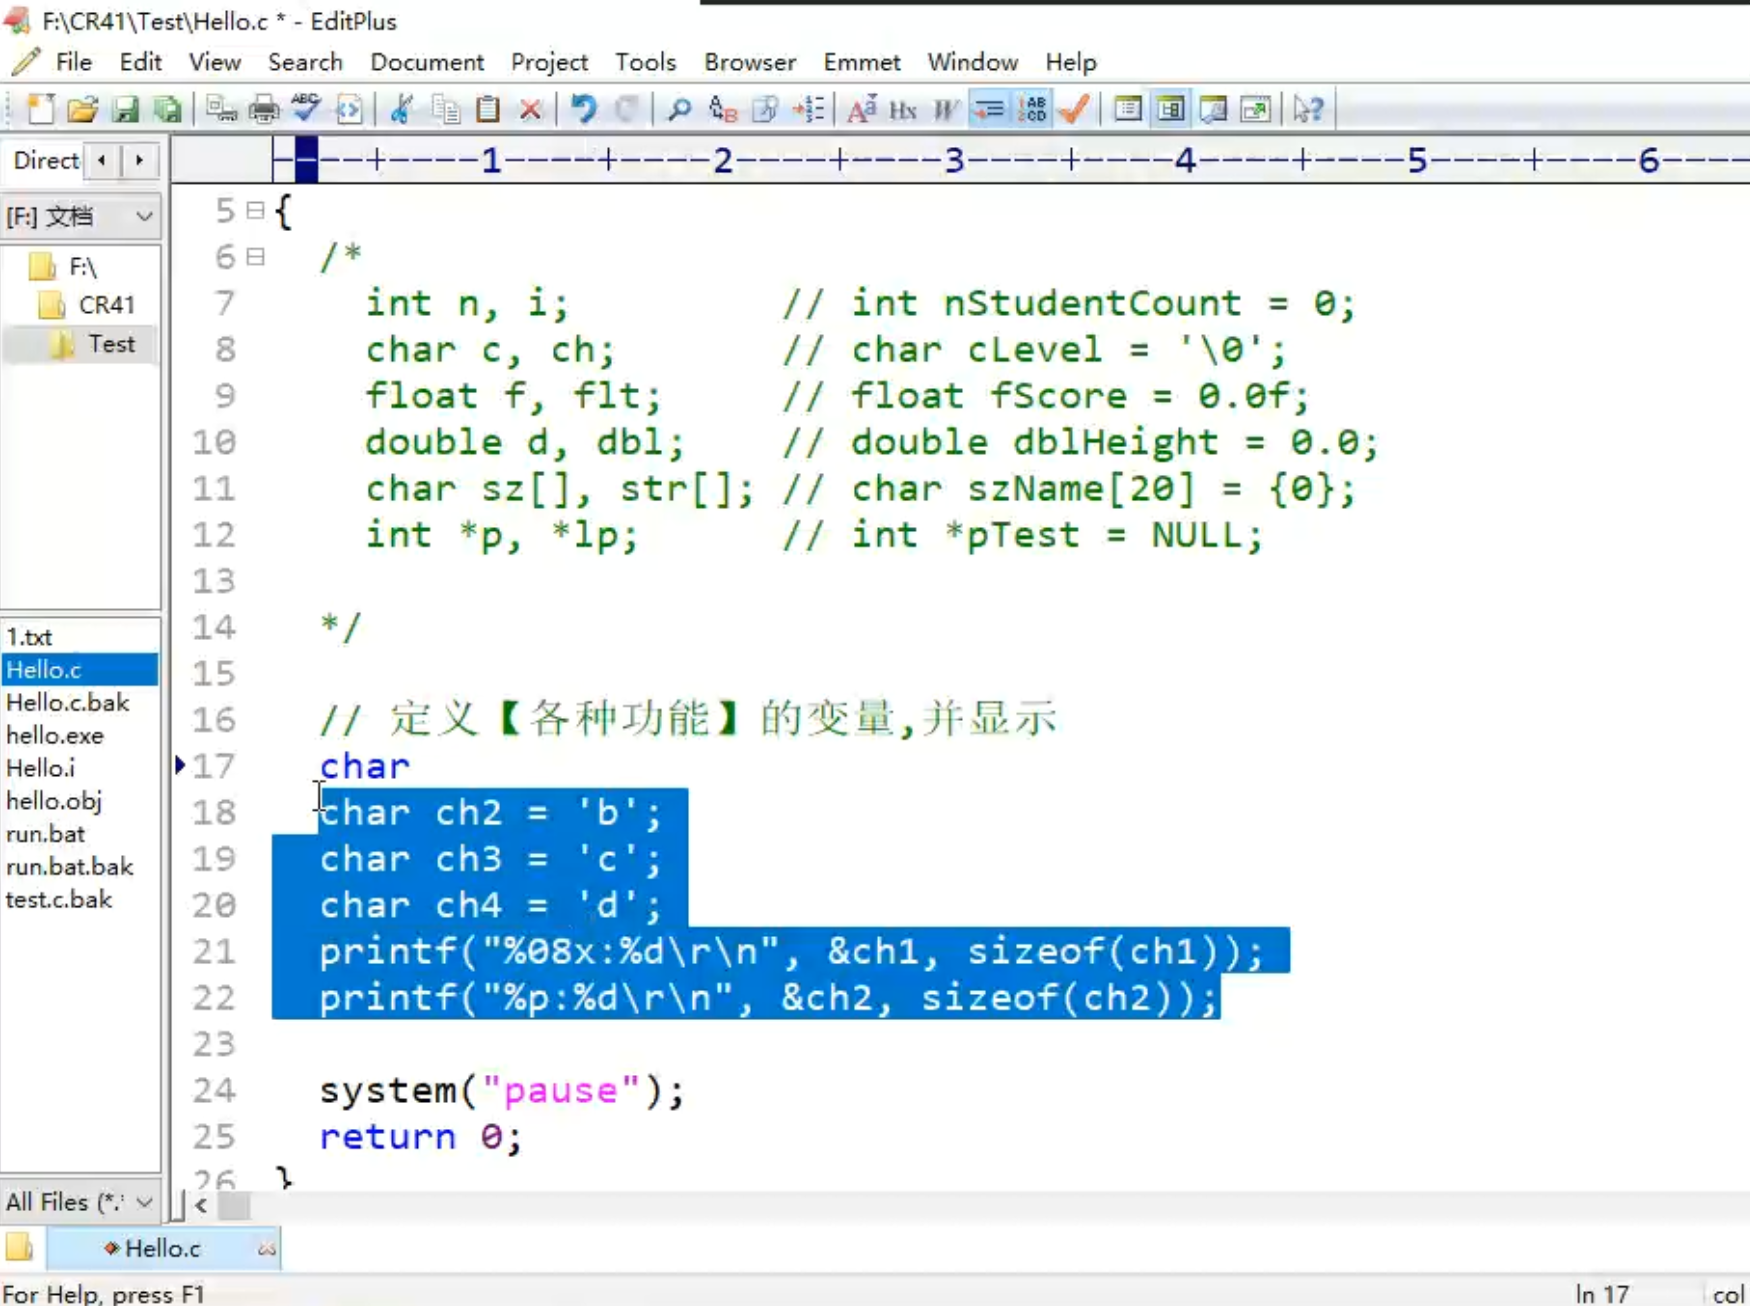 F:\CR41\Test\Hello.c * - EditPlus
File Edit View Search Document Project Tools Browser Emmet Window Help
Direct
[F:] 文档
F:\
CR41
Test
1.txt
Hello.c
Hello.c.bak
hello.exe
Hello.i
hello.obj
run.bat
run.bat.bak
test.c.bak
All Files (*.*
----+----1----+----2----+----3----+----4----+----5----+----6----
5 {
6 /*
7 int n, i; // int nStudentCount = 0;
8 char c, ch; // char cLevel = '\0';
9 float f, flt; // float fScore = 0.0f;
10 double d, dbl; // double dblHeight = 0.0;
11 char sz[], str[]; // char szName[20] = {0};
12 int *p, *lp; // int *pTest = NULL;
13
14 */
15
16 // 定义【各种功能】的变量,并显示
17 char
18 char ch2 = 'b';
19 char ch3 = 'c';
20 char ch4 = 'd';
21 printf("%08x:%d\r\n", &ch1, sizeof(ch1));
22 printf("%p:%d\r\n", &ch2, sizeof(ch2));
23
24 system("pause");
25 return 0;
26 }
Hello.c
For Help, press F1
ln 17
col